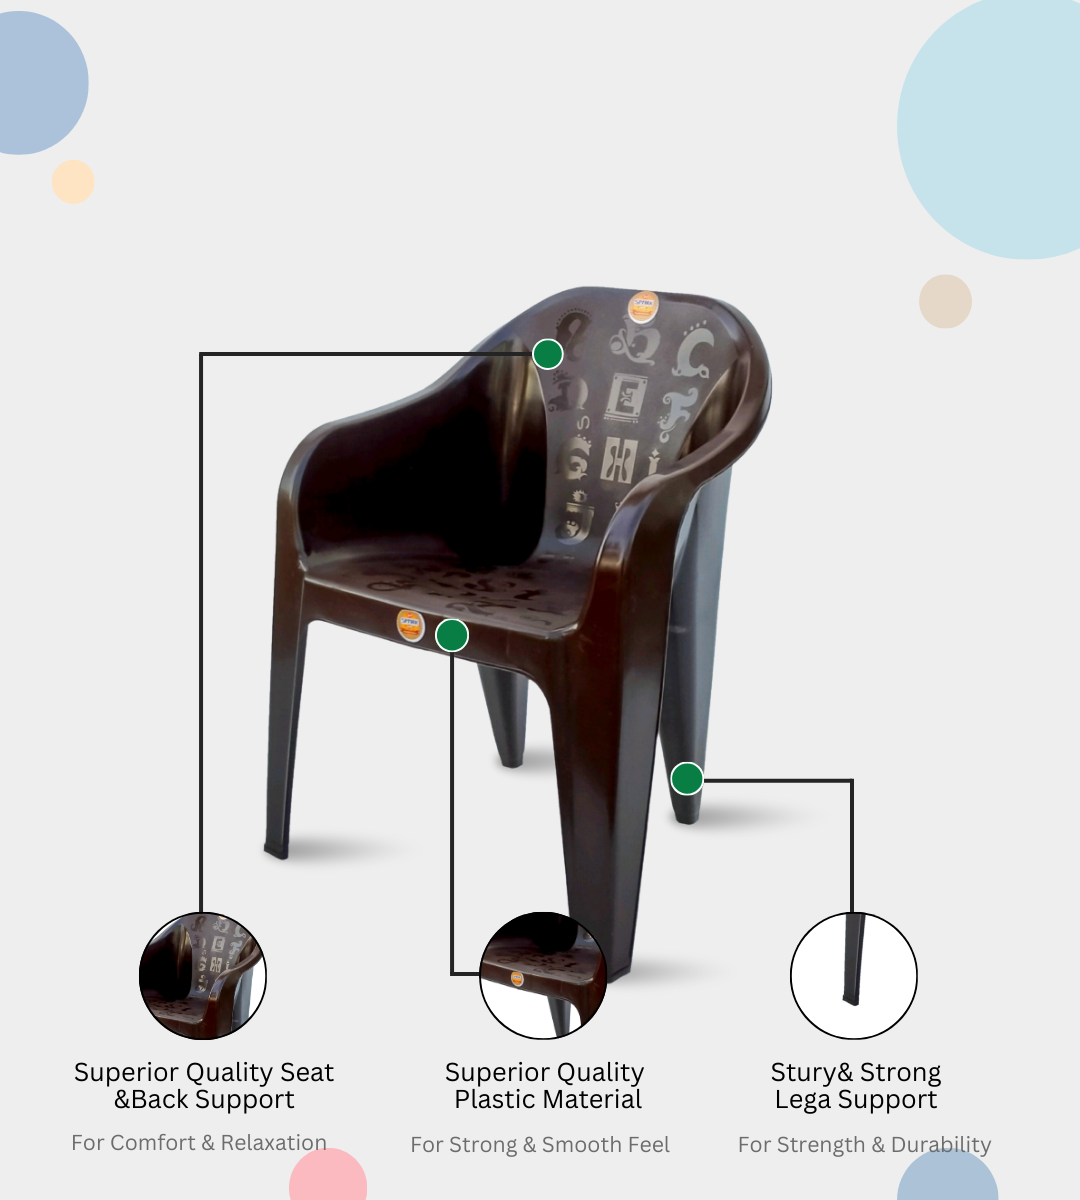 Superior Quality Seat
&Back Support
For Comfort & Relaxation
Superior Quality
Plastic Material
For Strong & Smooth Feel
Stury& Strong
Lega Support
For Strength & Durability